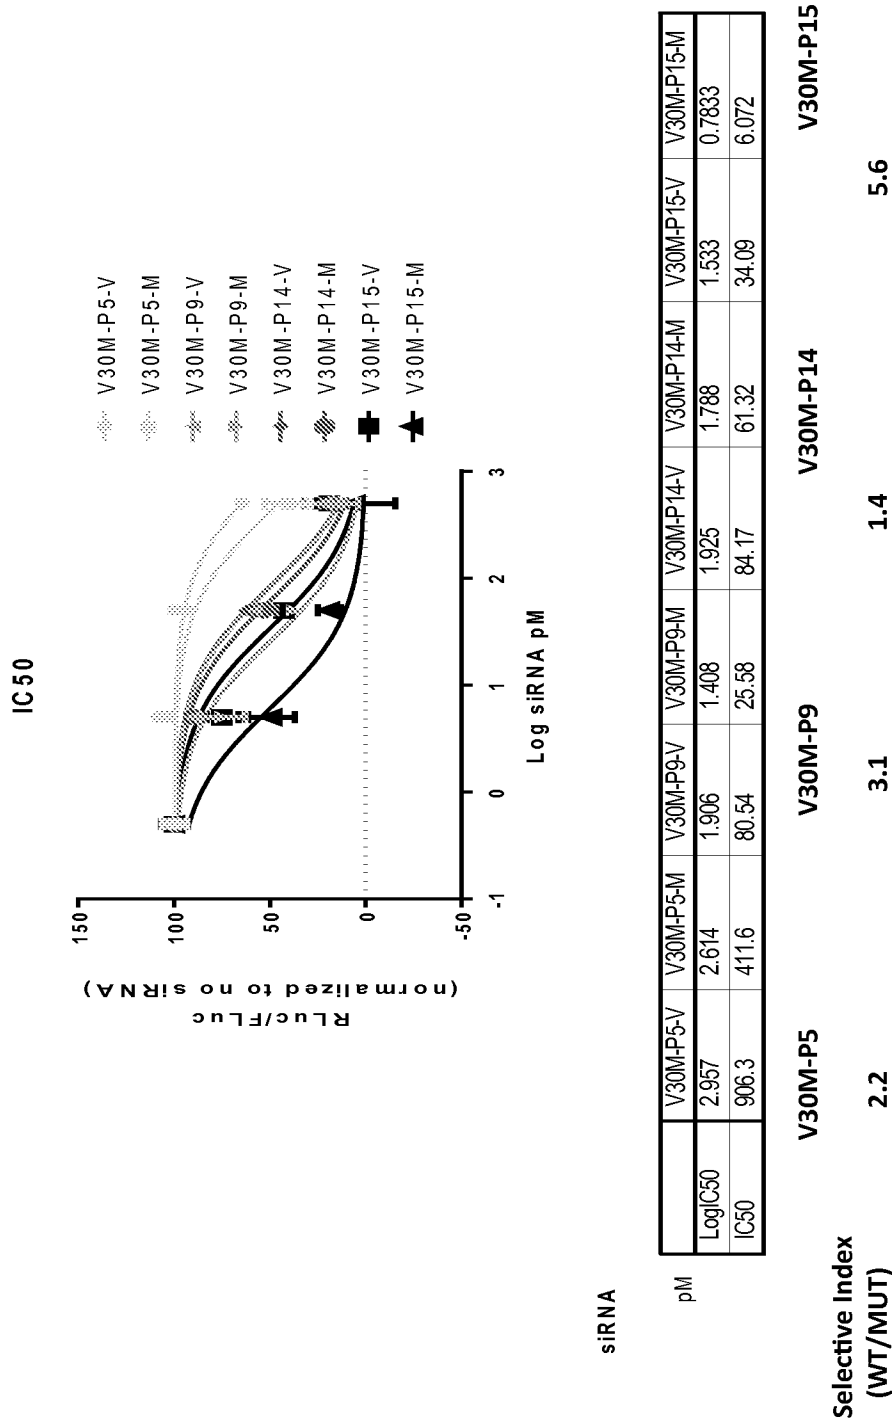 IC50
150
100
50
0
-50
RLuc/FLuc
(normalized to no siRNA)
-1
0
1
2
3
Log siRNA pM
V30M-P5-V
V30M-P5-M
V30M-P9-V
V30M-P9-M
V30M-P14-V
V30M-P14-M
V30M-P15-V
V30M-P15-M
siRNA
pM
V30M-P5-V V30M-P5-M V30M-P9-V V30M-P9-M V30M-P14-V V30M-P14-M V30M-P15-V V30M-P15-M
LogIC50 2.957 2.614 1.906 1.408 1.925 1.788 1.533 0.7833
IC50 906.3 411.6 80.54 25.58 84.17 61.32 34.09 6.072
V30M-P5 V30M-P9 V30M-P14 V30M-P15
Selective Index
(WT/MUT)
2.2 3.1 1.4 5.6